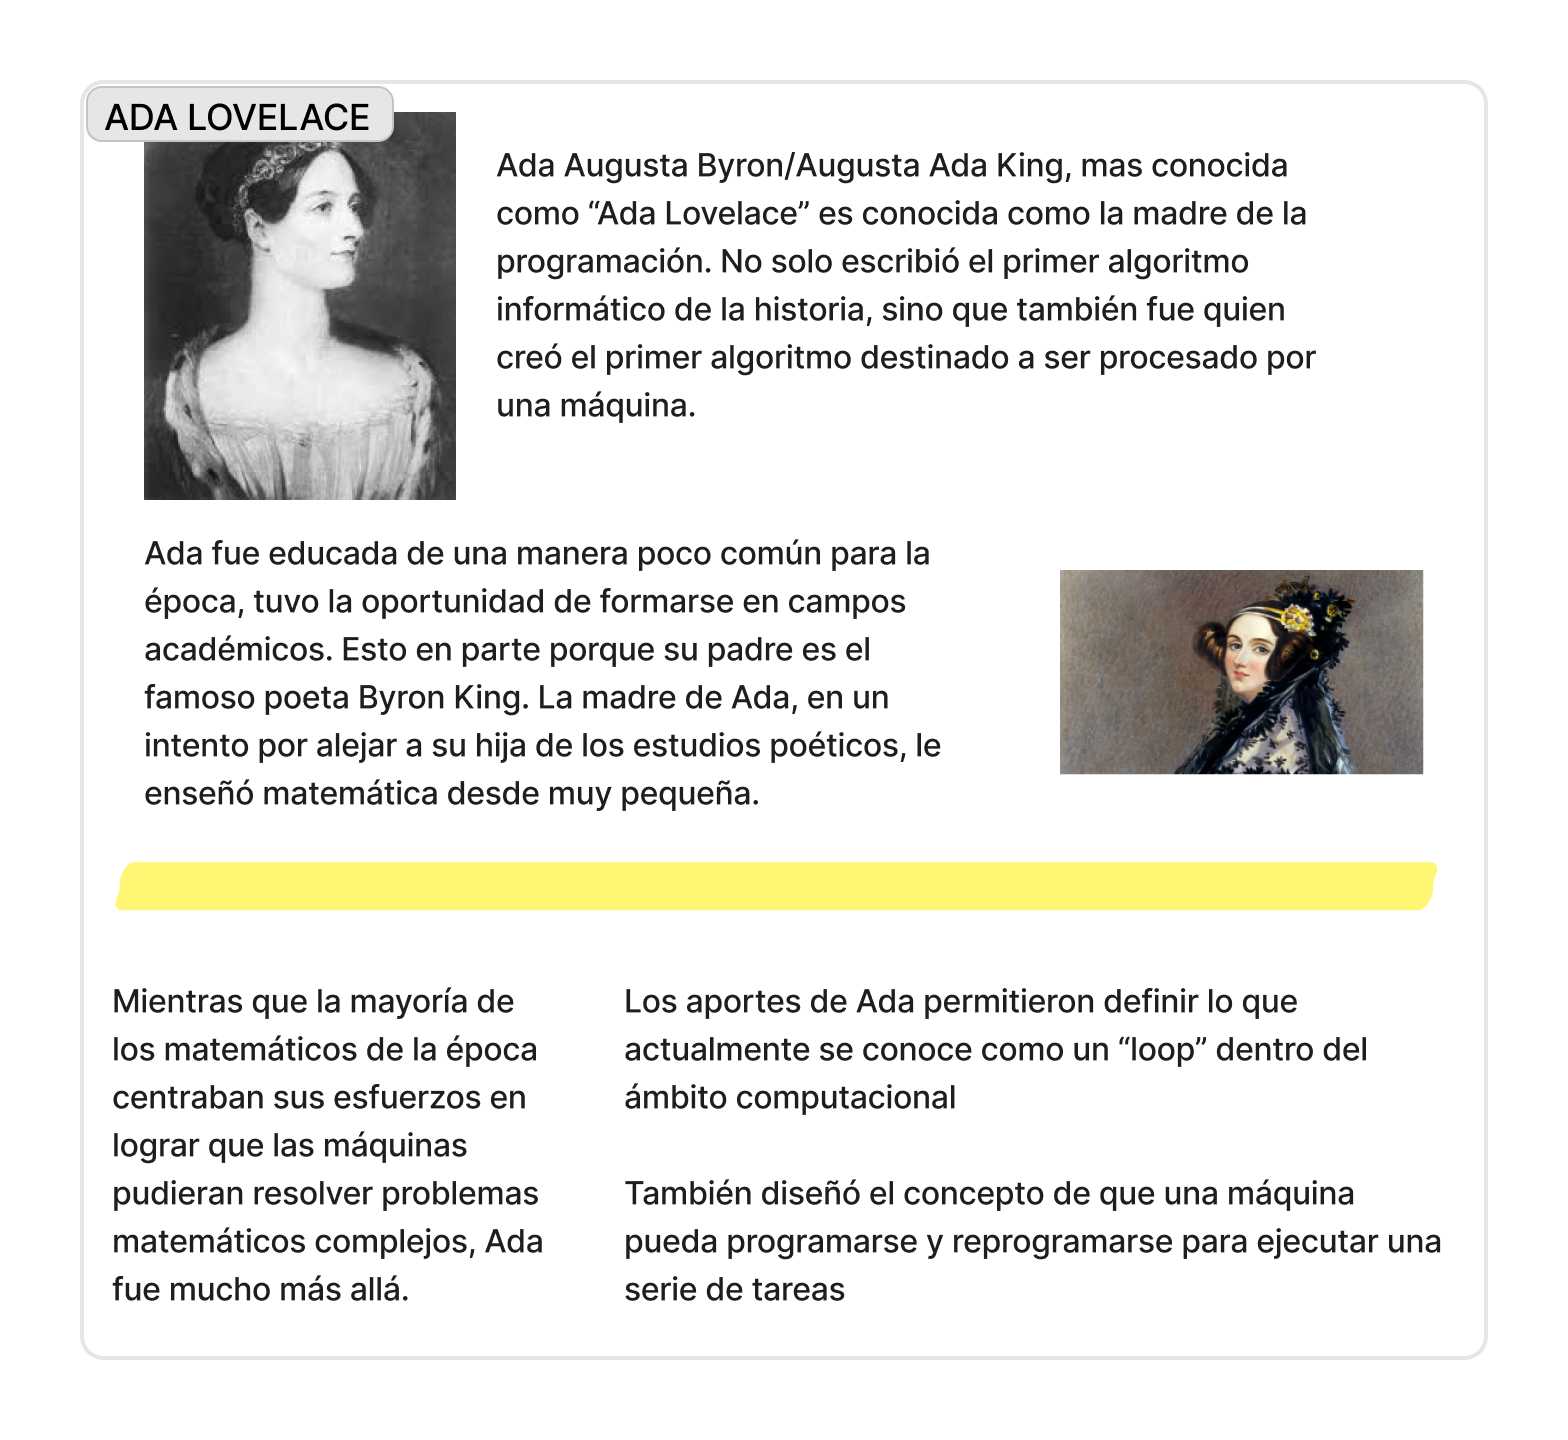 ADA LOVELACE
Ada Augusta Byron/Augusta Ada King, mas conocida
como “Ada Lovelace” es conocida como la madre de la
programación. No solo escribió el primer algoritmo
informático de la historia, sino que también fue quien
creó el primer algoritmo destinado a ser procesado por
una máquina.
Ada fue educada de una manera poco común para la
época, tuvo la oportunidad de formarse en campos
académicos. Esto en parte porque su padre es el
famoso poeta Byron King. La madre de Ada, en un
intento por alejar a su hija de los estudios poéticos, le
enseñó matemática desde muy pequeña.
Mientras que la mayoría de
los matemáticos de la época
centraban sus esfuerzos en
lograr que las máquinas
pudieran resolver problemas
matemáticos complejos, Ada
fue mucho más allá.
Los aportes de Ada permitieron definir lo que
actualmente se conoce como un “loop” dentro del
ámbito computacional
También diseñó el concepto de que una máquina
pueda programarse y reprogramarse para ejecutar una
serie de tareas